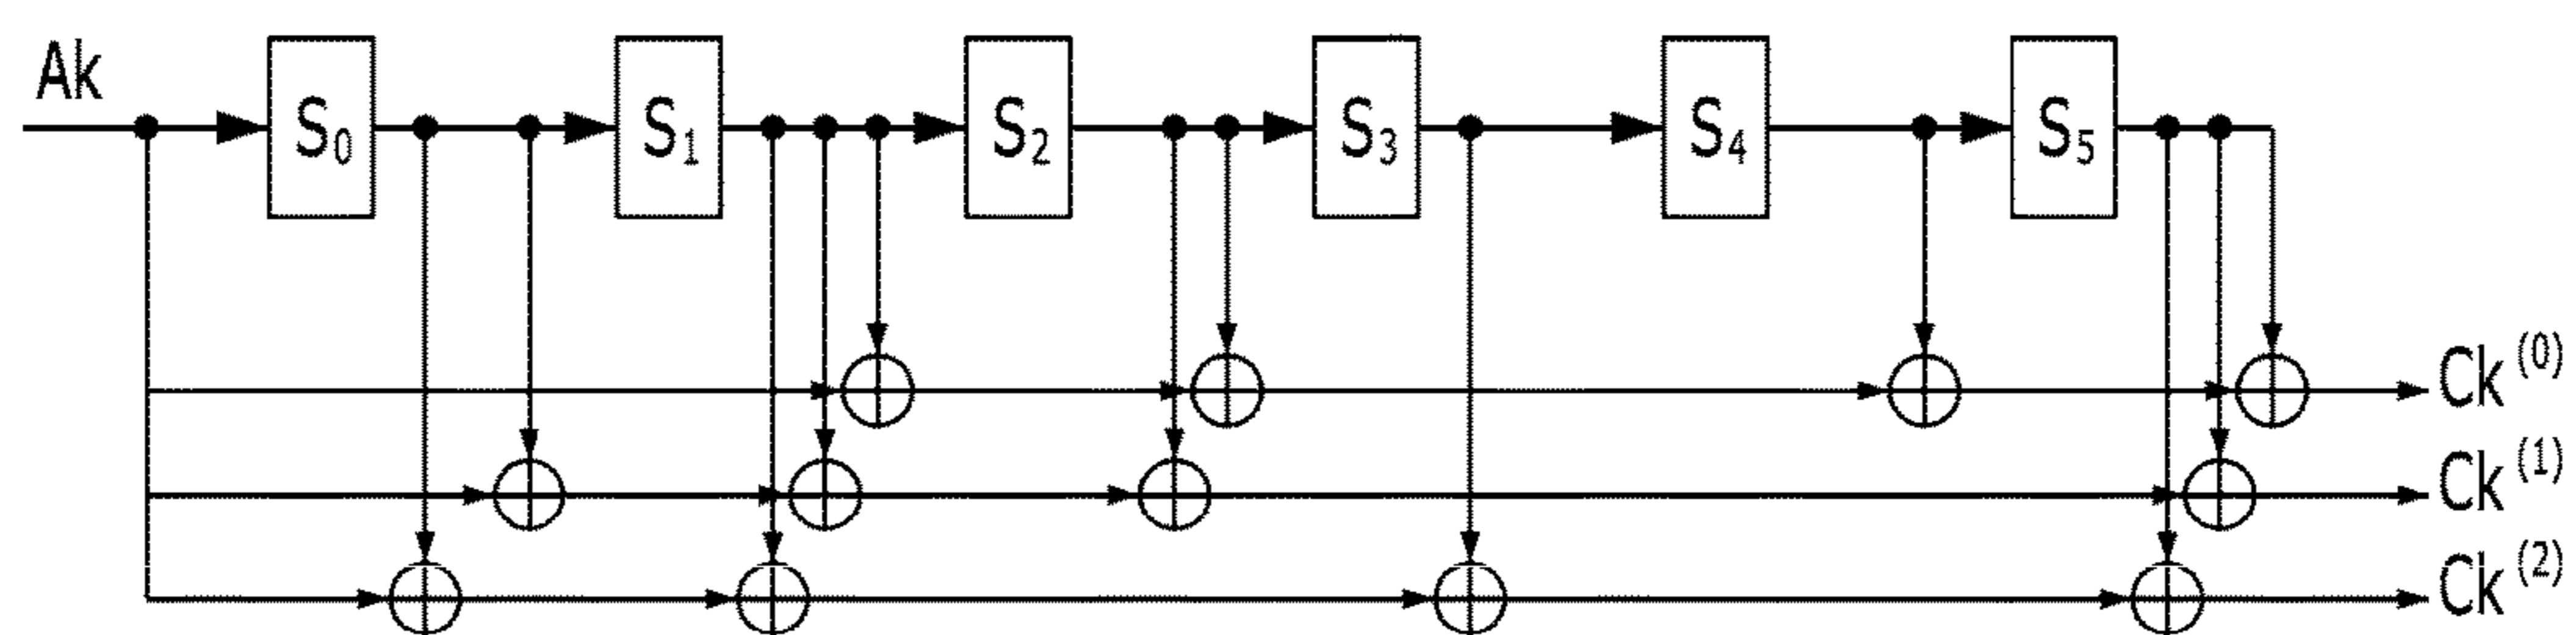 Ak
S₀ S₁ S₂ S₃ S₄ S₅
Ck⁽⁰⁾
Ck⁽¹⁾
Ck⁽²⁾